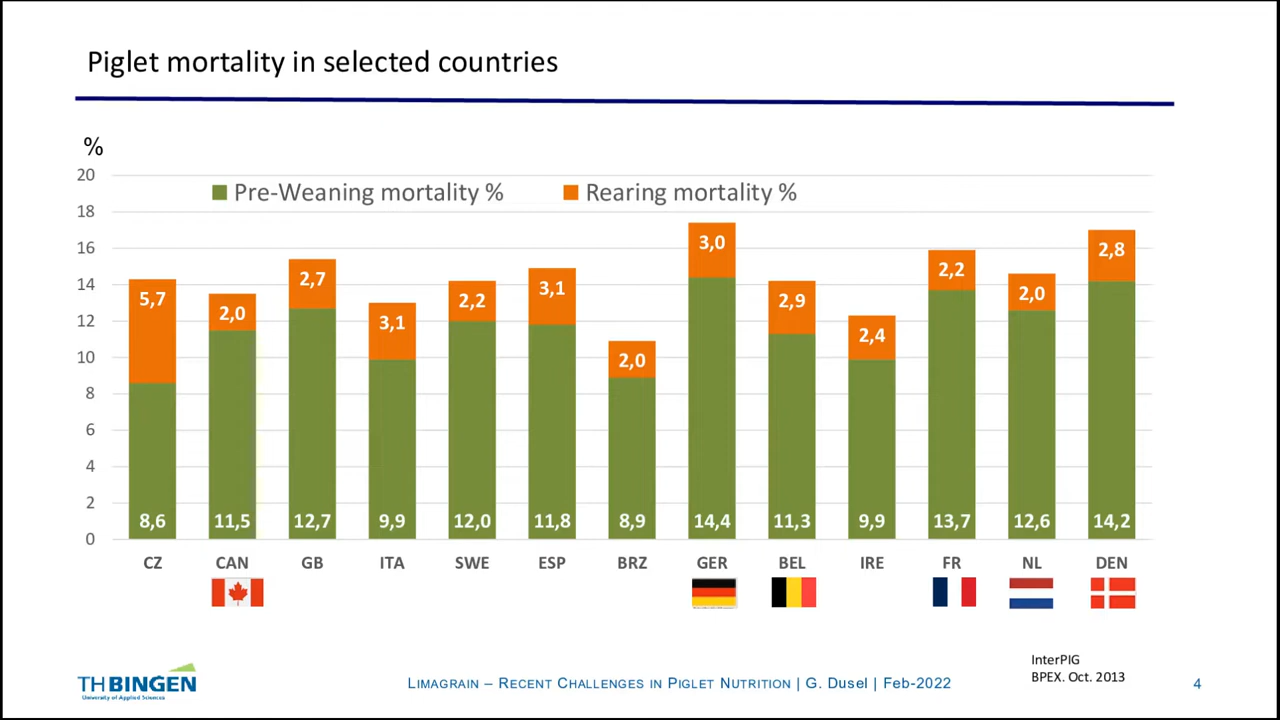 Piglet mortality in selected countries
%
20
Pre-Weaning mortality %
Rearing mortality %
18
16
14
12
10
8
6
4
2
0
5,7
2,0
2,7
3,1
2,2
3,1
2,0
3,0
2,9
2,4
2,2
2,0
2,8
8,6
11,5
12,7
9,9
12,0
11,8
8,9
14,4
11,3
9,9
13,7
12,6
14,2
CZ
CAN
GB
ITA
SWE
ESP
BRZ
GER
BEL
IRE
FR
NL
DEN
TH BINGEN
University of Applied Sciences
LIMAGRAIN – RECENT CHALLENGES IN PIGLET NUTRITION | G. Dusel | Feb-2022
InterPIG
BPEX. Oct. 2013
4